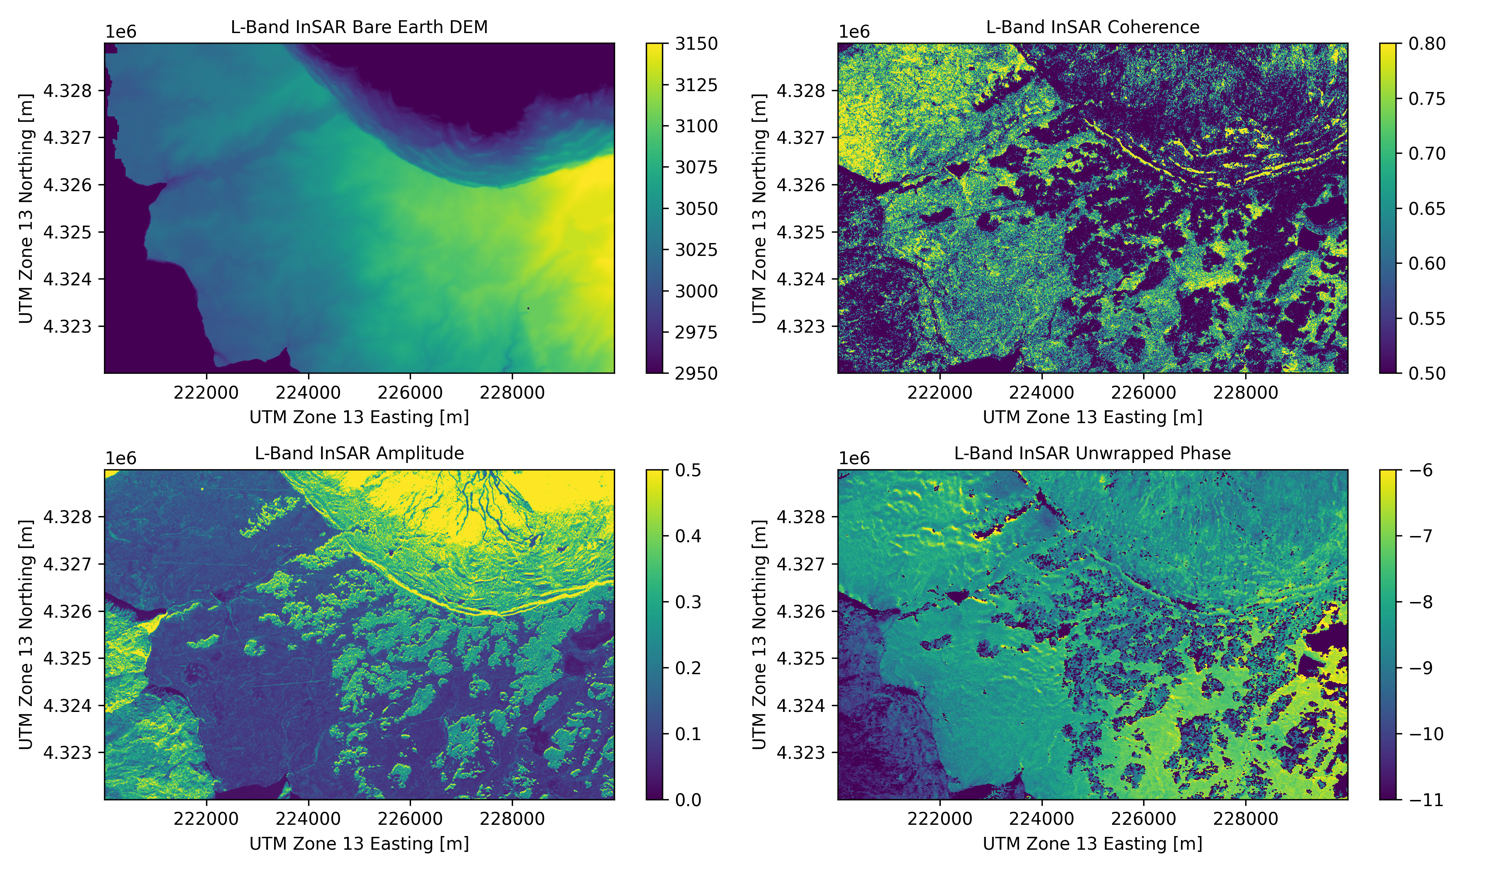 L-Band InSAR Bare Earth DEM
1e6
4.328
4.327
4.326
4.325
4.324
4.323
UTM Zone 13 Northing [m]
222000 224000 226000 228000
UTM Zone 13 Easting [m]
3150
3125
3100
3075
3050
3025
3000
2975
2950
L-Band InSAR Coherence
1e6
4.328
4.327
4.326
4.325
4.324
4.323
UTM Zone 13 Northing [m]
222000 224000 226000 228000
UTM Zone 13 Easting [m]
0.80
0.75
0.70
0.65
0.60
0.55
0.50
L-Band InSAR Amplitude
1e6
4.328
4.327
4.326
4.325
4.324
4.323
UTM Zone 13 Northing [m]
222000 224000 226000 228000
UTM Zone 13 Easting [m]
0.5
0.4
0.3
0.2
0.1
0.0
L-Band InSAR Unwrapped Phase
1e6
4.328
4.327
4.326
4.325
4.324
4.323
UTM Zone 13 Northing [m]
222000 224000 226000 228000
UTM Zone 13 Easting [m]
−6
−7
−8
−9
−10
−11